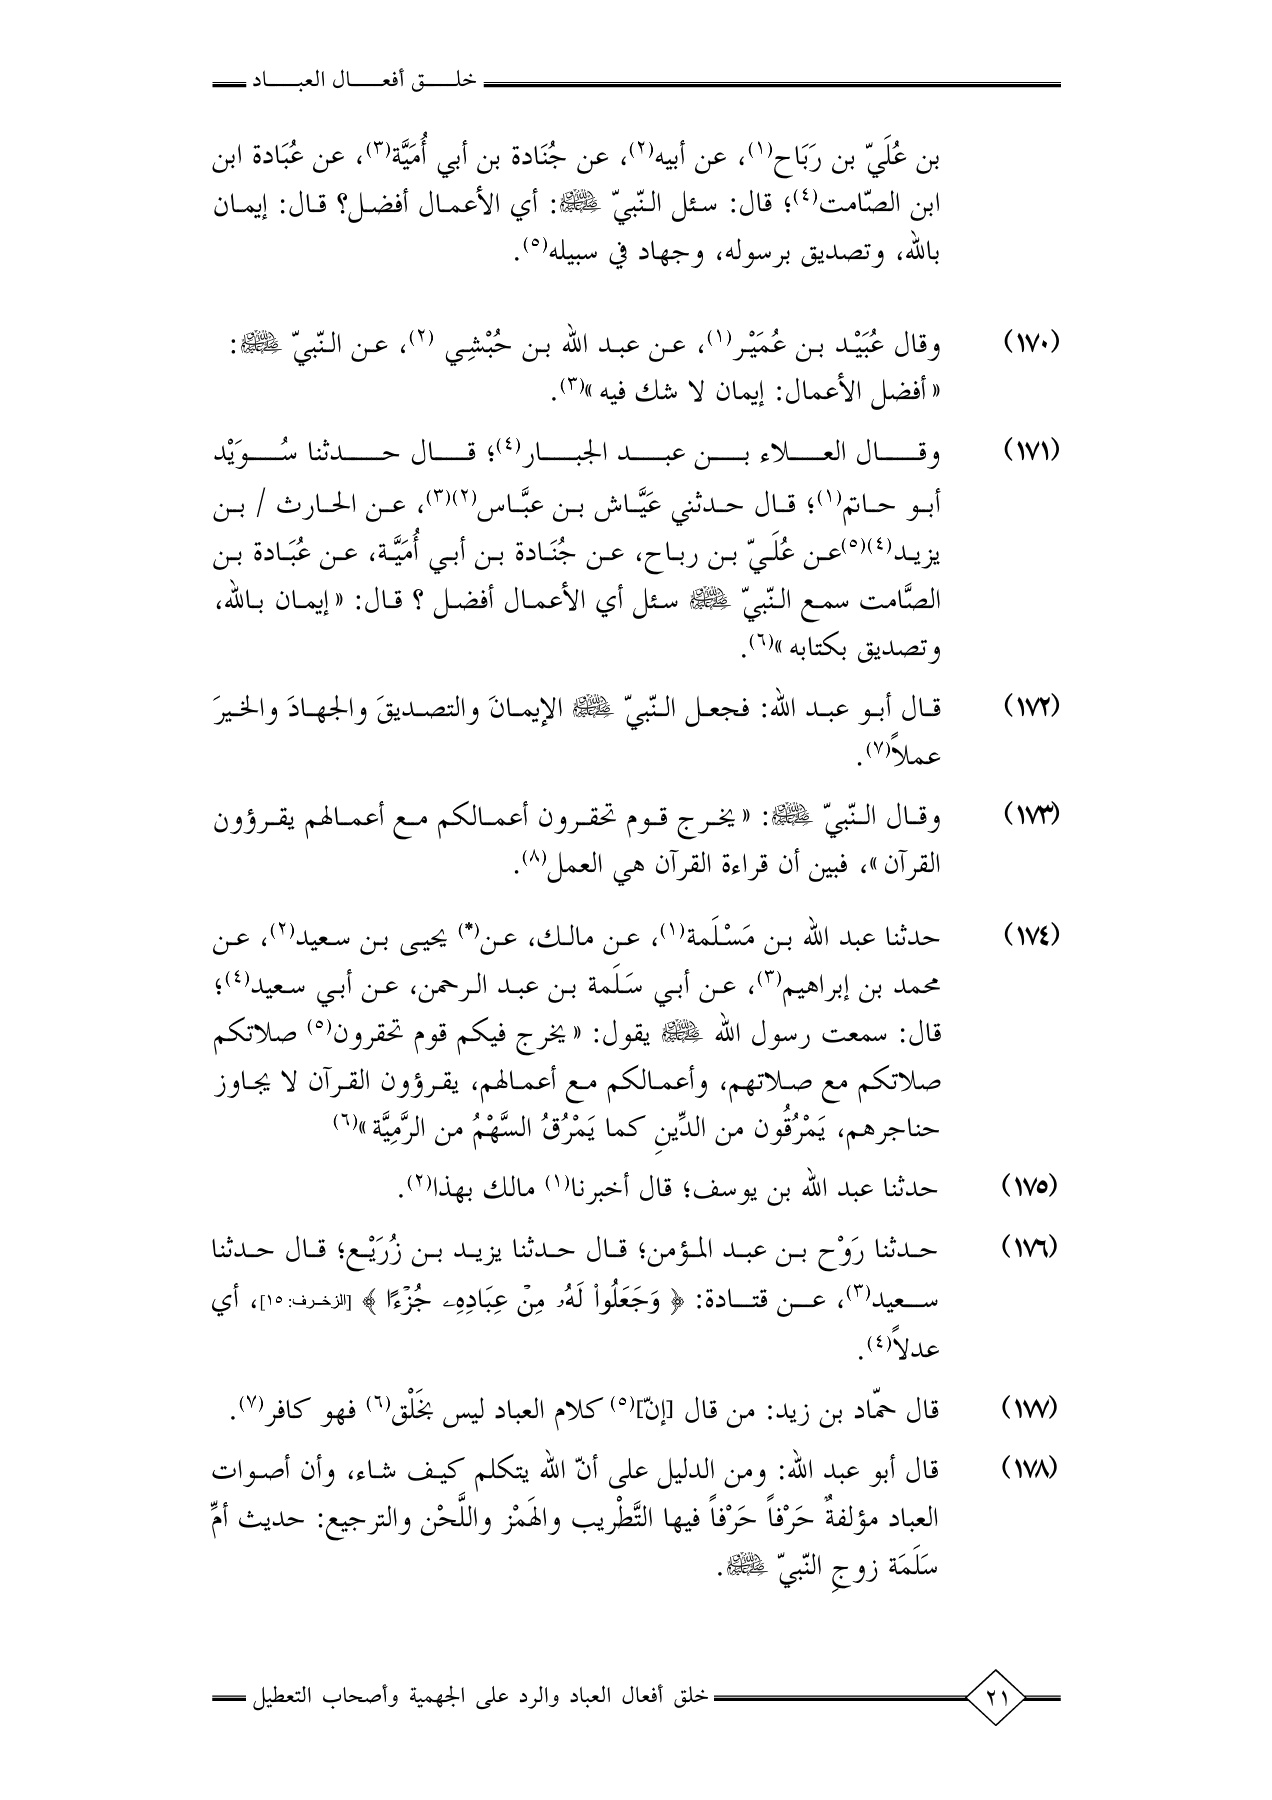 خلـــق أفعـــال العبـــاد
بن عُلَيّ بن رَبَاح(١)، عن أبيه(٢)، عن جُنَادة بن أبي أُمَيَّة(٣)، عن عُبَادة ابن
ابن الصّامت(٤)؛ قال: سئل النّبيّ ﷺ: أي الأعمال أفضل؟ قال: إيمان
بالله، وتصديق برسوله، وجهاد في سبيله(٥).
(١٧٠) وقال عُبَيْد بن عُمَيْر(١)، عن عبد الله بن حُبْشِي (٢)، عن النّبيّ ﷺ:
« أفضل الأعمال: إيمان لا شك فيه »(٣).
(١٧١) وقال العلاء بن عبد الجبار(٤)؛ قال حدثنا سُوَيْد
أبو حاتم(١)؛ قال حدثني عَيَّاش بن عبَّاس(٢)(٣)، عن الحارث / بن
يزيد(٤)(٥)عن عُلَيّ بن رباح، عن جُنَادة بن أبي أُمَيَّة، عن عُبَادة بن
الصَّامت سمع النّبيّ ﷺ سئل أي الأعمال أفضل ؟ قال: « إيمان بالله،
وتصديق بكتابه »(٦).
(١٧٢) قال أبو عبد الله: فجعل النّبيّ ﷺ الإيمانَ والتصديقَ والجهادَ والخيرَ
عملاً(٧).
(١٧٣) وقال النّبيّ ﷺ: « يخرج قوم تحقرون أعمالكم مع أعمالهم يقرؤون
القرآن »، فبين أن قراءة القرآن هي العمل(٨).
(١٧٤) حدثنا عبد الله بن مَسْلَمة(١)، عن مالك، عن(*) يحيى بن سعيد(٢)، عن
محمد بن إبراهيم(٣)، عن أبي سَلَمة بن عبد الرحمن، عن أبي سعيد(٤)؛
قال: سمعت رسول الله ﷺ يقول: « يخرج فيكم قوم تحقرون(٥) صلاتكم
صلاتكم مع صلاتهم، وأعمالكم مع أعمالهم، يقرؤون القرآن لا يجاوز
حناجرهم، يَمْرُقُون من الدِّينِ كما يَمْرُقُ السَّهْمُ من الرَّمِيَّة »(٦)
(١٧٥) حدثنا عبد الله بن يوسف؛ قال أخبرنا(١) مالك بهذا(٢).
(١٧٦) حدثنا رَوْح بن عبد المؤمن؛ قال حدثنا يزيد بن زُرَيْع؛ قال حدثنا
سعيد(٣)، عن قتادة: ﴿ وَجَعَلُوا۟ لَهُۥ مِنْ عِبَادِهِۦ جُزْءًا ﴾ [الزخرف: ١٥]، أي
عدلاً(٤).
(١٧٧) قال حمّاد بن زيد: من قال [إنّ](٥) كلام العباد ليس بخَلْق(٦) فهو كافر(٧).
(١٧٨) قال أبو عبد الله: ومن الدليل على أنّ الله يتكلم كيف شاء، وأن أصوات
العباد مؤلفةٌ حَرْفاً حَرْفاً فيها التَّطْريب والهَمْز واللَّحْن والترجيع: حديث أمِّ
سَلَمَة زوجِ النّبيّ ﷺ.
خلق أفعال العباد والرد على الجهمية وأصحاب التعطيل
٢١